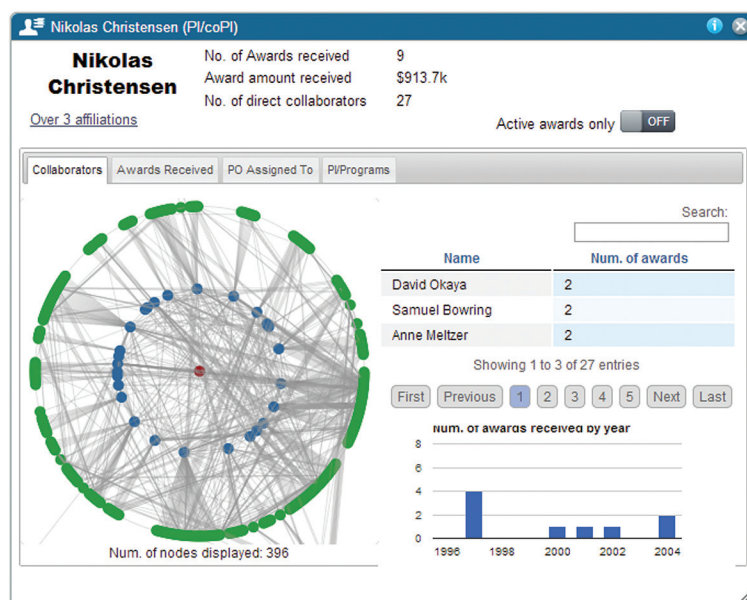 Nikolas Christensen (PI/coPI)
Nikolas
Christensen
Over 3 affiliations
No. of Awards received 9
Award amount received $913.7k
No. of direct collaborators 27
Active awards only OFF
Collaborators Awards Received PO Assigned To PI/Programs
Search:
Name Num. of awards
David Okaya 2
Samuel Bowring 2
Anne Meltzer 2
Showing 1 to 3 of 27 entries
First Previous 1 2 3 4 5 Next Last
Num. of awards received by year
8
6
4
2
0
1996 1998 2000 2002 2004
Num. of nodes displayed: 396